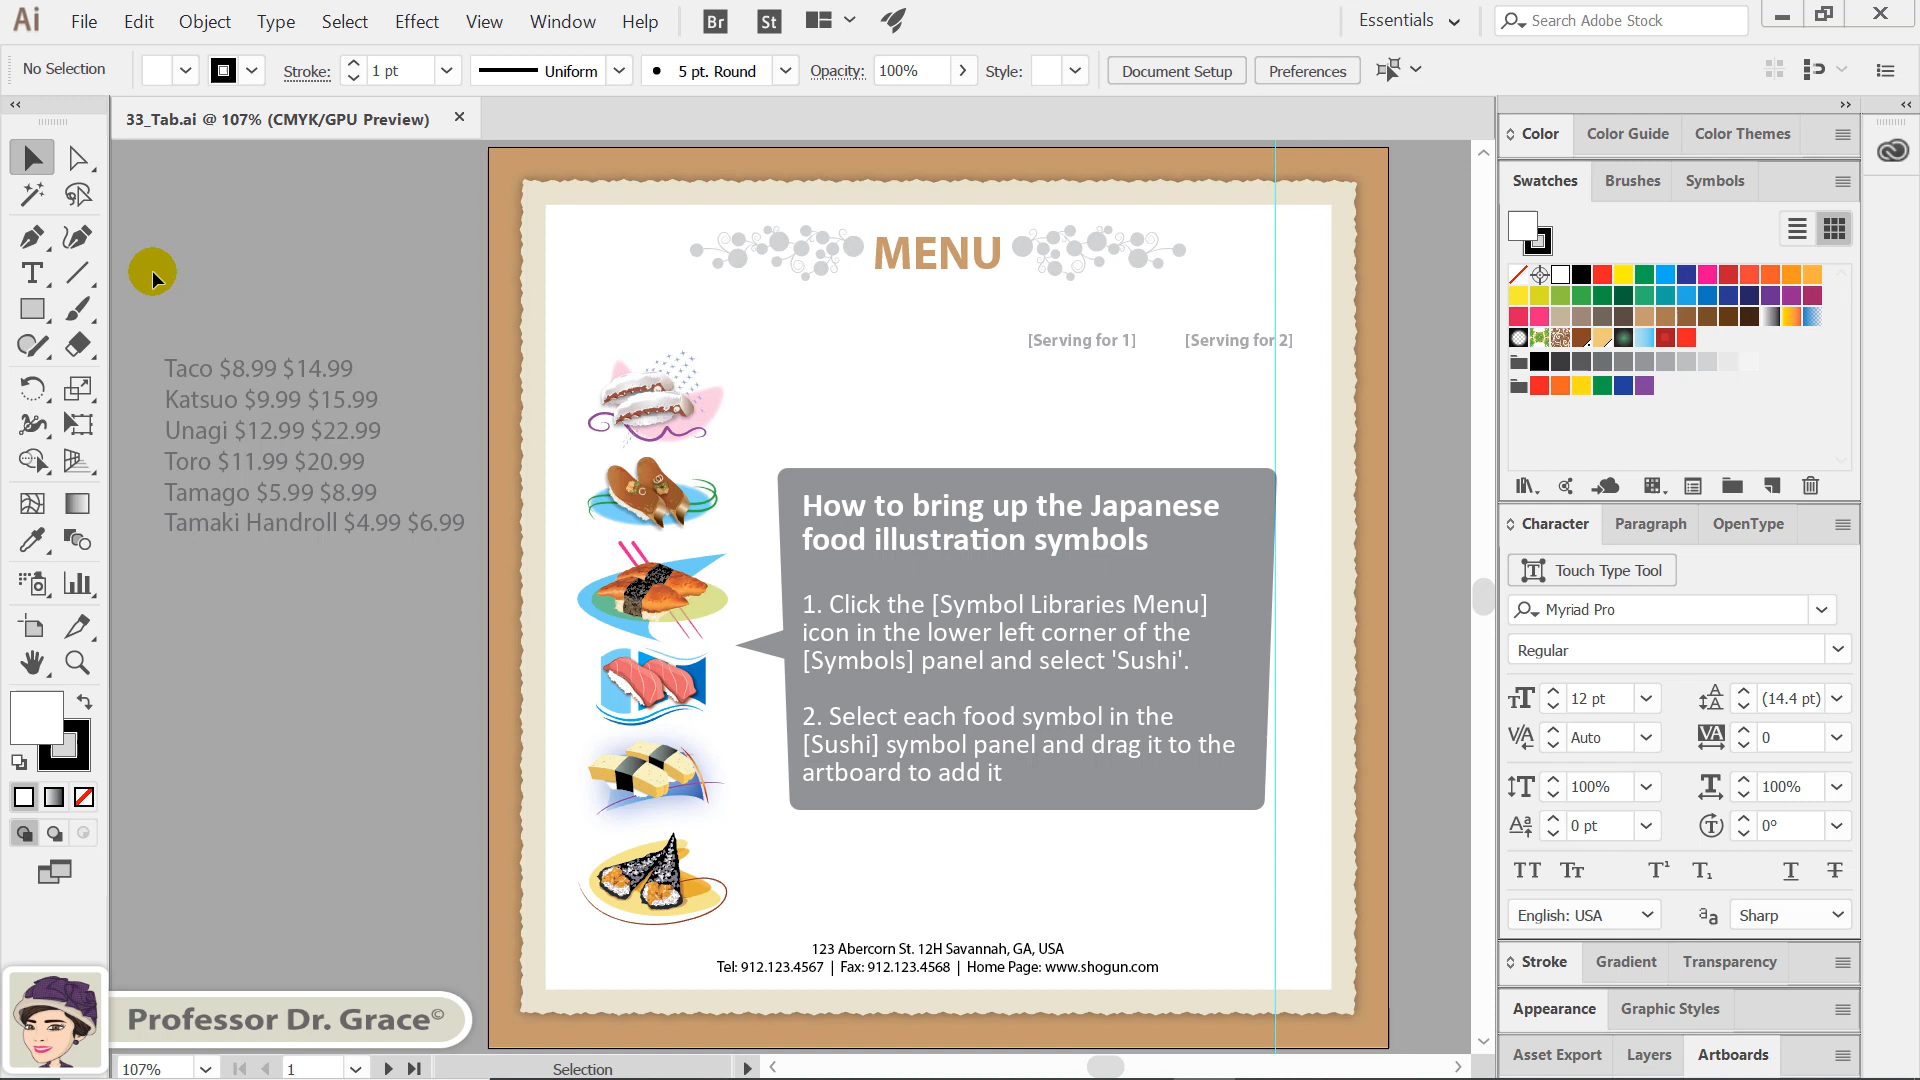 Ai File Edit Object Type Select Effect View Window Help Br St Essentials Search Adobe Stock
No Selection Stroke: 1 pt Uniform 5 pt. Round Opacity: 100% Style: Document Setup Preferences
33_Tab.ai @ 107% (CMYK/GPU Preview)
Color Color Guide Color Themes
Swatches Brushes Symbols
MENU
[Serving for 1] [Serving for 2]
Taco $8.99 $14.99
Katsuo $9.99 $15.99
Unagi $12.99 $22.99
Toro $11.99 $20.99
Tamago $5.99 $8.99
Tamaki Handroll $4.99 $6.99
How to bring up the Japanese
food illustration symbols
1. Click the [Symbol Libraries Menu]
icon in the lower left corner of the
[Symbols] panel and select 'Sushi'.
2. Select each food symbol in the
[Sushi] symbol panel and drag it to the
artboard to add it
123 Abercorn St. 12H Savannah, GA, USA
Tel: 912.123.4567 | Fax: 912.123.4568 | Home Page: www.shogun.com
Character Paragraph OpenType
Touch Type Tool
Myriad Pro
Regular
12 pt (14.4 pt)
Auto 0
100% 100%
0 pt 0°
English: USA Sharp
Stroke Gradient Transparency
Appearance Graphic Styles
Asset Export Layers Artboards
Professor Dr. Grace©
107% 1 Selection